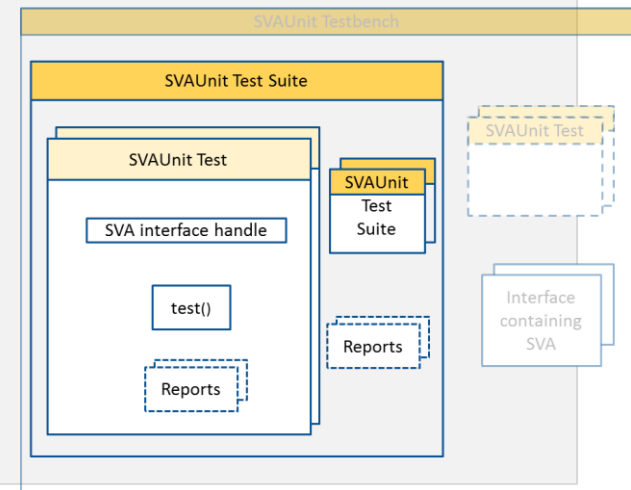 SVAUnit Testbench
SVAUnit Test Suite
SVAUnit Test
SVA interface handle
test()
Reports
SVAUnit
Test
Suite
Reports
SVAUnit Test
Interface
containing
SVA